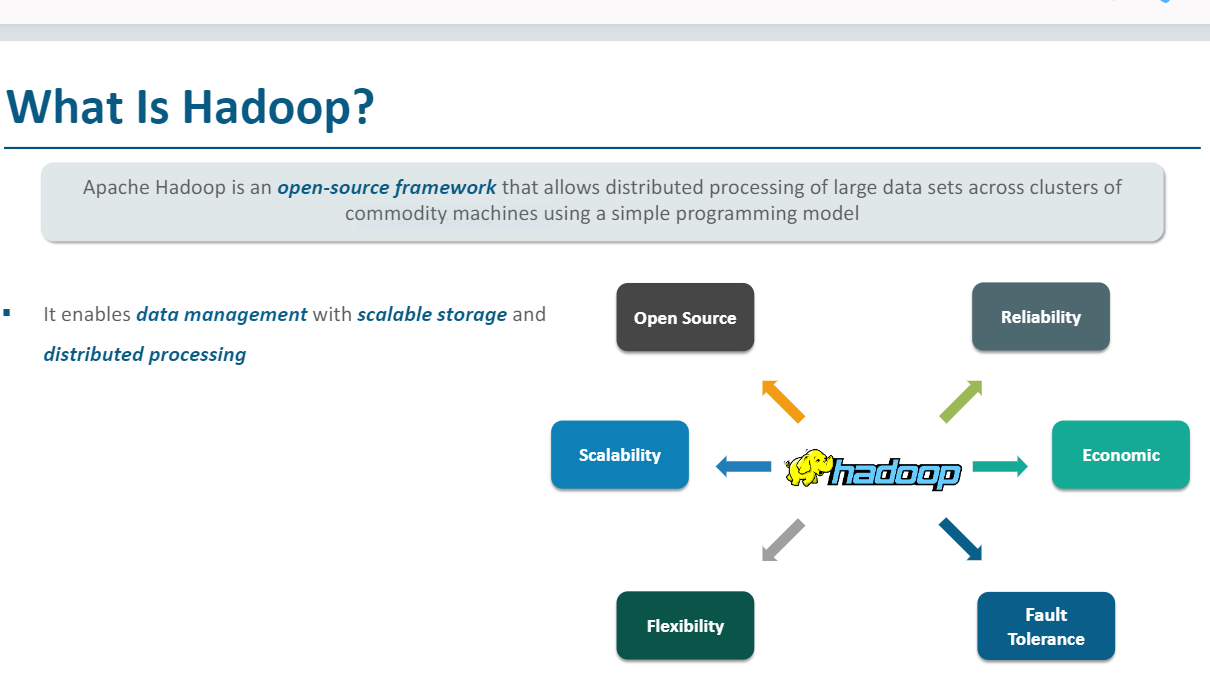 What Is Hadoop?
Apache Hadoop is an open-source framework that allows distributed processing of large data sets across clusters of
commodity machines using a simple programming model
It enables data management with scalable storage and
distributed processing
Open Source
Reliability
Scalability
hadoop
Economic
Flexibility
Fault
Tolerance